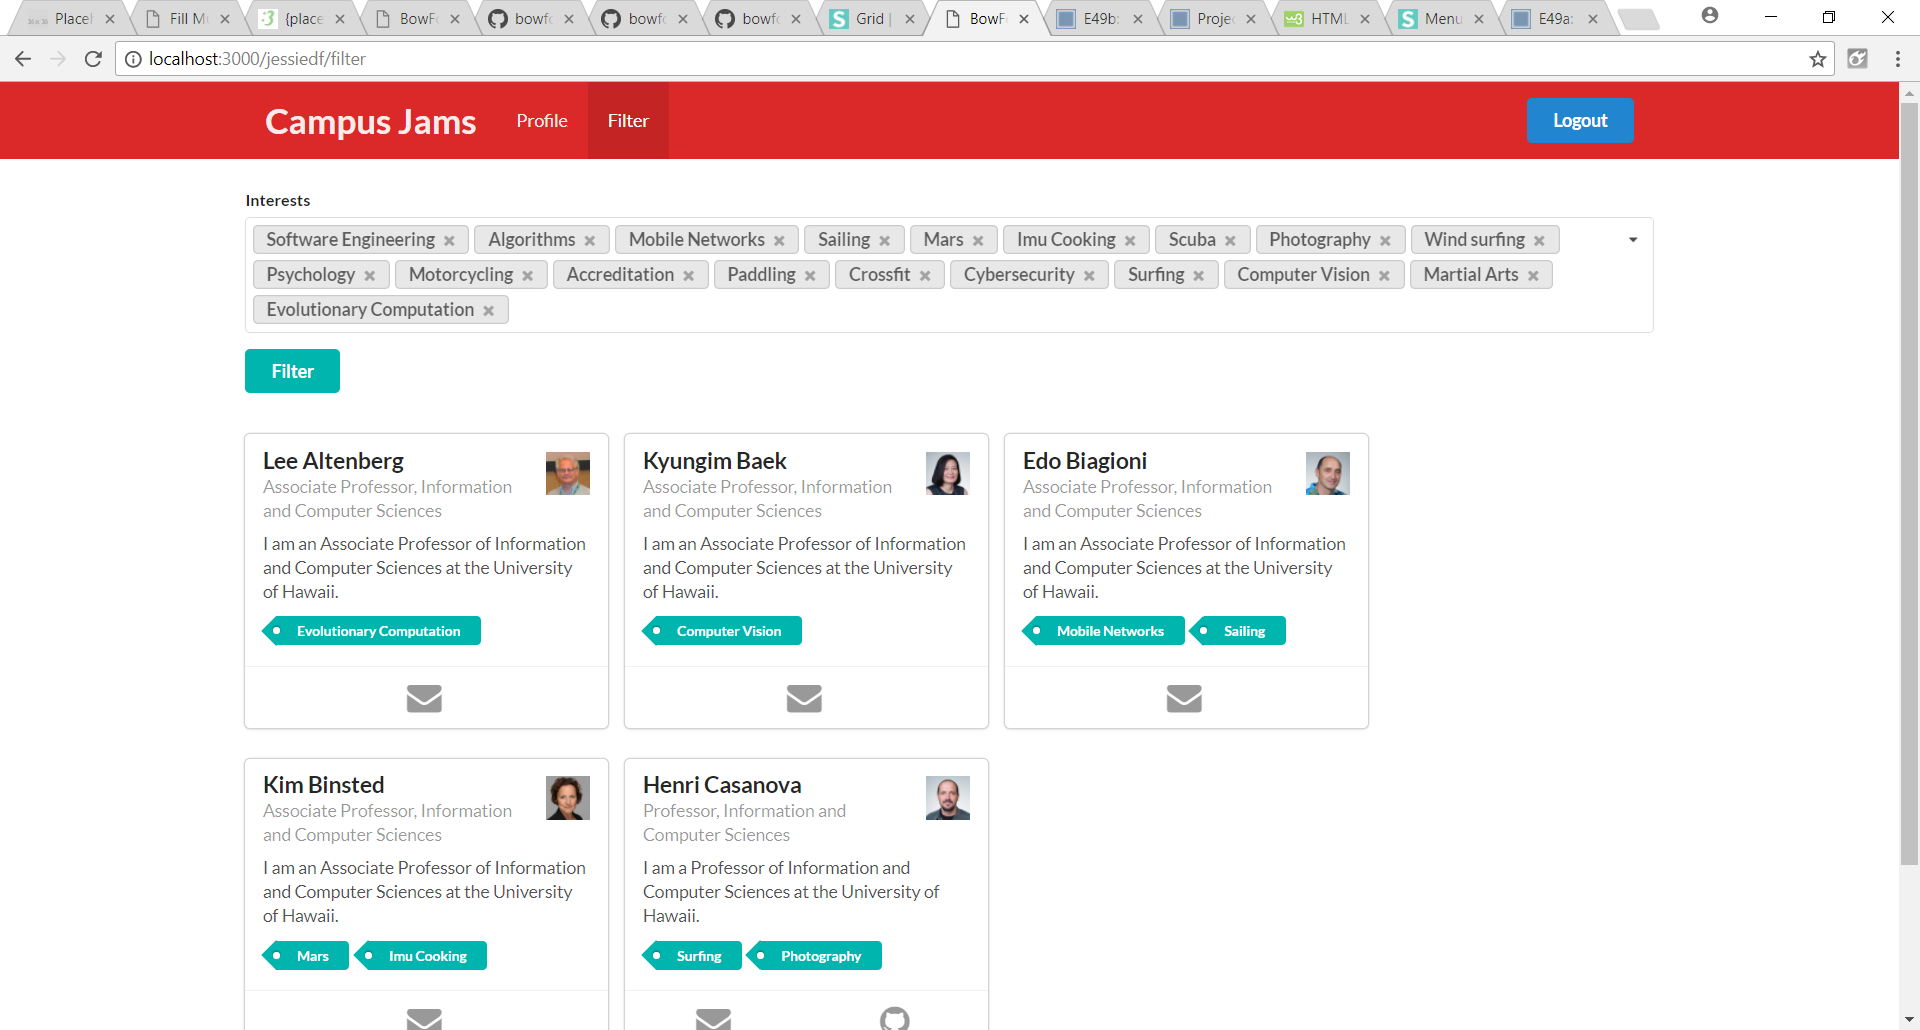 Placel
Fill Mu
{place
BowFo
bowfo
bowfo
bowfo
Grid |
BowFo
E49b:
Projec
HTML
Menu
E49a:
localhost:3000/jessiedf/filter
Campus Jams Profile Filter Logout
Interests
Software Engineering Algorithms Mobile Networks Sailing Mars Imu Cooking Scuba Photography Wind surfing
Psychology Motorcycling Accreditation Paddling Crossfit Cybersecurity Surfing Computer Vision Martial Arts
Evolutionary Computation
Filter
Lee Altenberg
Associate Professor, Information
and Computer Sciences
I am an Associate Professor of Information
and Computer Sciences at the University
of Hawaii.
Evolutionary Computation
Kyungim Baek
Associate Professor, Information
and Computer Sciences
I am an Associate Professor of Information
and Computer Sciences at the University
of Hawaii.
Computer Vision
Edo Biagioni
Associate Professor, Information
and Computer Sciences
I am an Associate Professor of Information
and Computer Sciences at the University
of Hawaii.
Mobile Networks Sailing
Kim Binsted
Associate Professor, Information
and Computer Sciences
I am an Associate Professor of Information
and Computer Sciences at the University
of Hawaii.
Mars Imu Cooking
Henri Casanova
Professor, Information and
Computer Sciences
I am a Professor of Information and
Computer Sciences at the University of
Hawaii.
Surfing Photography